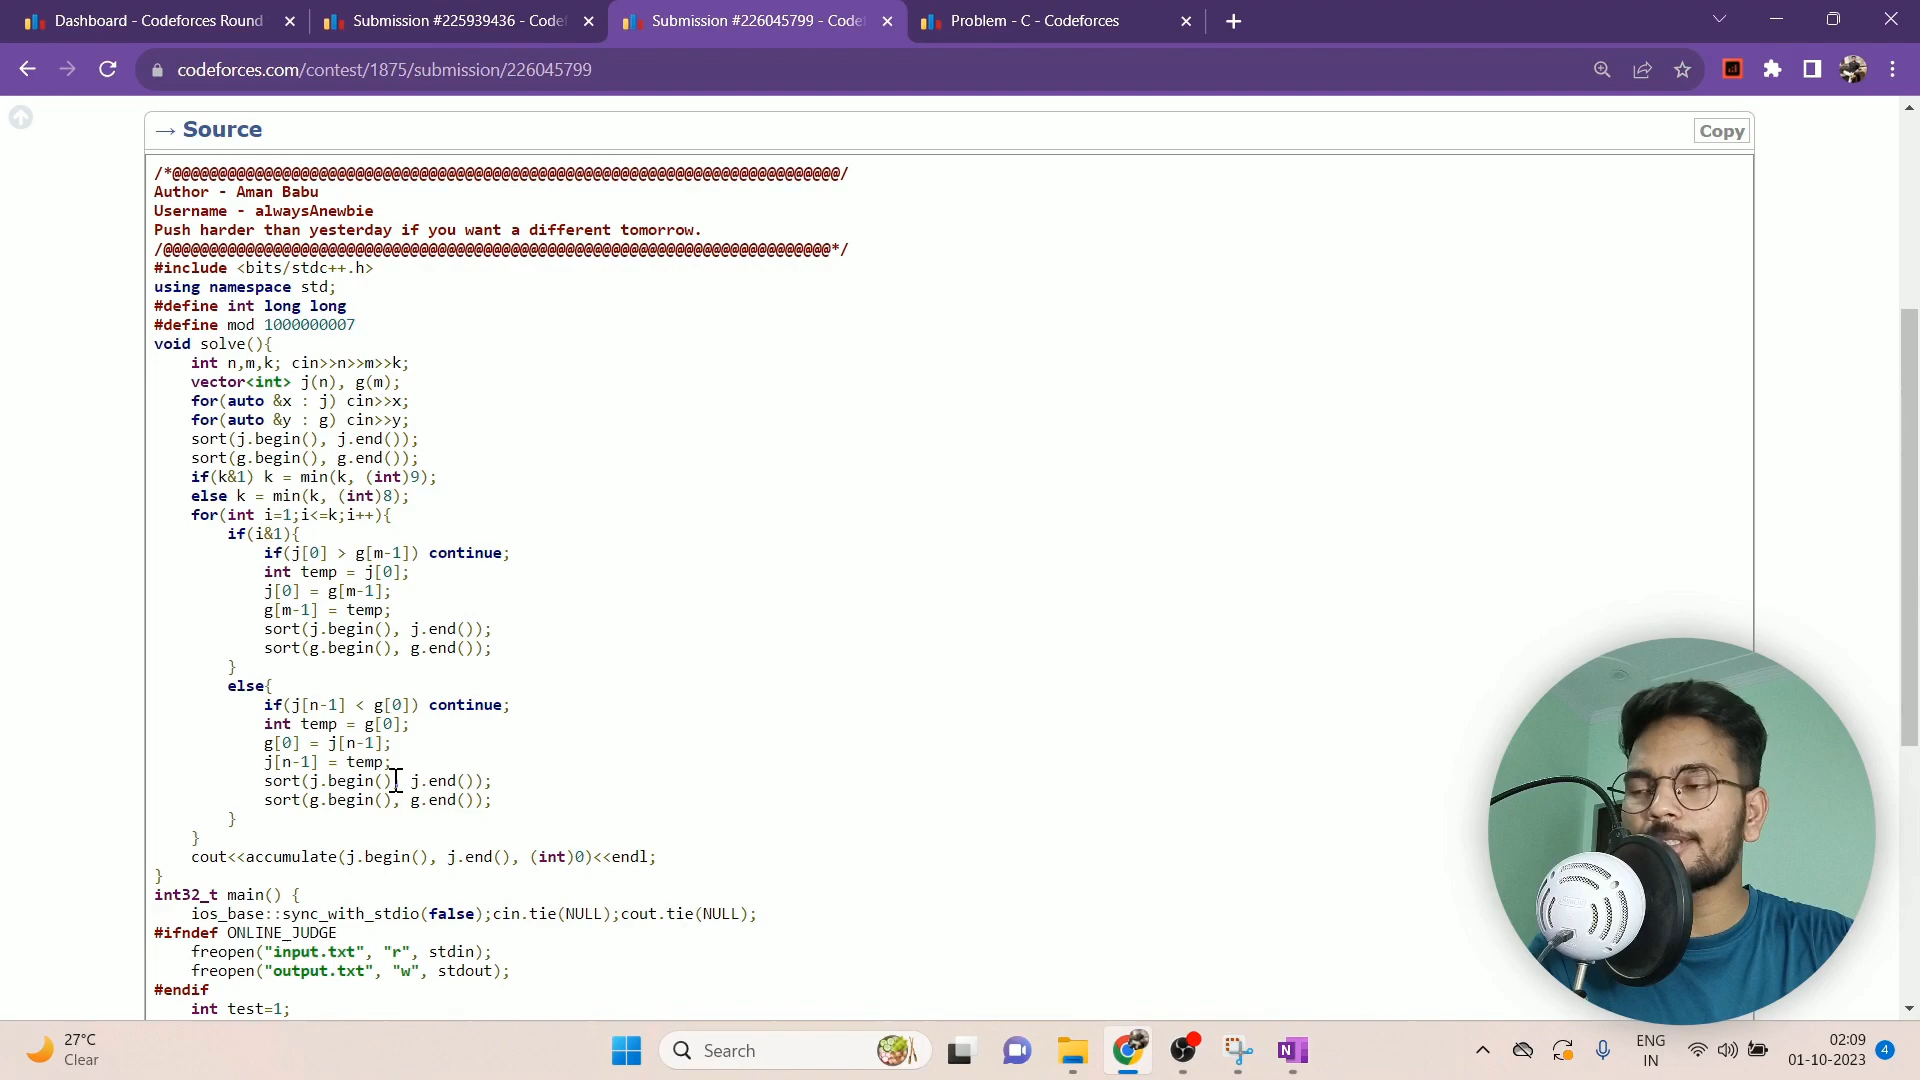 Dashboard - Codeforces Round
Submission #225939436 - Codef
Submission #226045799 - Codef
Problem - C - Codeforces
codeforces.com/contest/1875/submission/226045799
→ Source
Copy
/*@@@@@@@@@@@@@@@@@@@@@@@@@@@@@@@@@@@@@@@@@@@@@@@@@@@@@@@@@@@@@@@@@@@@@@@@@/
Author - Aman Babu
Username - alwaysAnewbie
Push harder than yesterday if you want a different tomorrow.
/@@@@@@@@@@@@@@@@@@@@@@@@@@@@@@@@@@@@@@@@@@@@@@@@@@@@@@@@@@@@@@@@@@@@@@@@@*/
#include <bits/stdc++.h>
using namespace std;
#define int long long
#define mod 1000000007
void solve(){
    int n,m,k; cin>>n>>m>>k;
    vector<int> j(n), g(m);
    for(auto &x : j) cin>>x;
    for(auto &y : g) cin>>y;
    sort(j.begin(), j.end());
    sort(g.begin(), g.end());
    if(k&1) k = min(k, (int)9);
    else k = min(k, (int)8);
    for(int i=1;i<=k;i++){
        if(i&1){
            if(j[0] > g[m-1]) continue;
            int temp = j[0];
            j[0] = g[m-1];
            g[m-1] = temp;
            sort(j.begin(), j.end());
            sort(g.begin(), g.end());
        }
        else{
            if(j[n-1] < g[0]) continue;
            int temp = g[0];
            g[0] = j[n-1];
            j[n-1] = temp;
            sort(j.begin(), j.end());
            sort(g.begin(), g.end());
        }
    }
    cout<<accumulate(j.begin(), j.end(), (int)0)<<endl;
}
int32_t main() {
    ios_base::sync_with_stdio(false);cin.tie(NULL);cout.tie(NULL);
#ifndef ONLINE_JUDGE
    freopen("input.txt", "r", stdin);
    freopen("output.txt", "w", stdout);
#endif
    int test=1;
27°C
Clear
Search
N
ENG
IN
02:09
01-10-2023
4